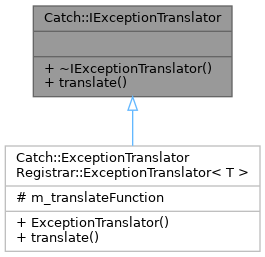 Catch::IExceptionTranslator
+ ~IExceptionTranslator()
+ translate()
Catch::ExceptionTranslator
Registrar::ExceptionTranslator< T >
# m_translateFunction
+ ExceptionTranslator()
+ translate()